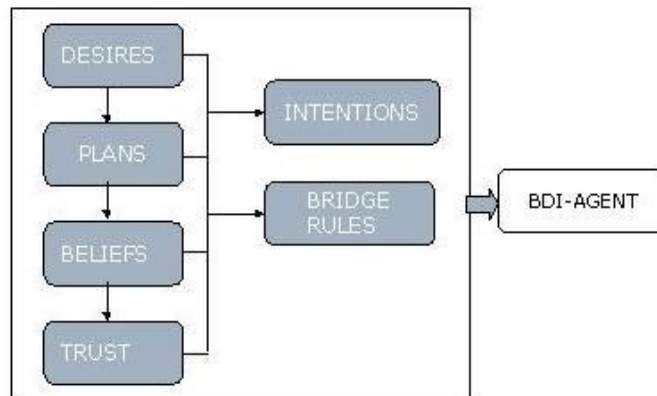 DESIRES
PLANS
BELIEFS
TRUST
INTENTIONS
BRIDGE
RULES
BDI-AGENT